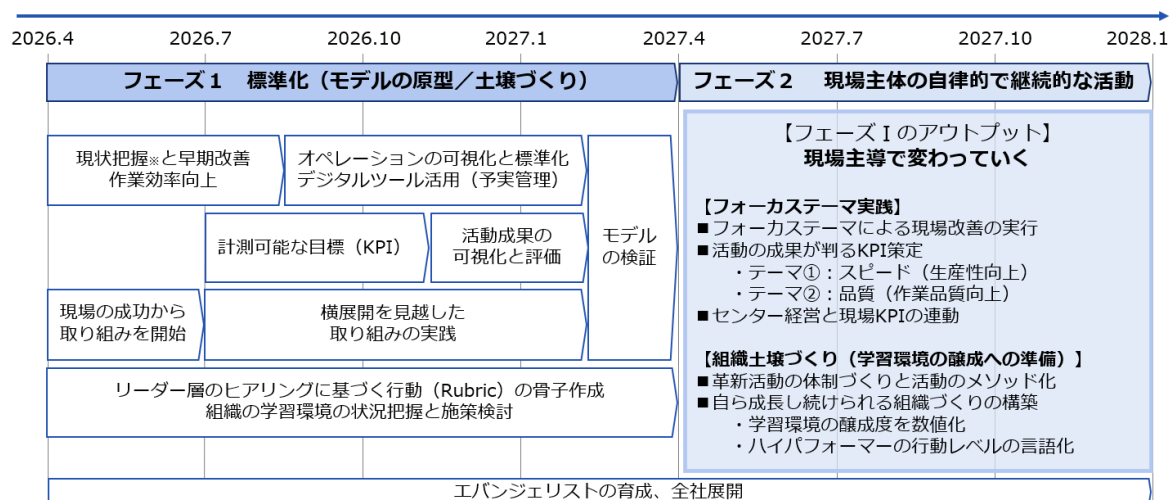 2026.4
2026.7
2026.10
2027.1
2027.4
2027.7
2027.10
2028.1
フェーズ１　標準化（モデルの原型／土壌づくり）
フェーズ２　現場主体の自律的で継続的な活動
現状把握※と早期改善
作業効率向上
オペレーションの可視化と標準化
デジタルツール活用（予実管理）
計測可能な目標（KPI）
活動成果の
可視化と評価
モデル
の検証
現場の成功から
取り組みを開始
横展開を見越した
取り組みの実践
リーダー層のヒアリングに基づく行動（Rubric）の骨子作成
組織の学習環境の状況把握と施策検討
【フェーズⅠのアウトプット】
現場主導で変わっていく
【フォーカステーマ実践】
■フォーカステーマによる現場改善の実行
■活動の成果が判るKPI策定
・テーマ①：スピード（生産性向上）
・テーマ②：品質（作業品質向上）
■センター経営と現場KPIの連動
【組織土壌づくり（学習環境の醸成への準備）】
■革新活動の体制づくりと活動のメソッド化
■自ら成長し続けられる組織づくりの構築
・学習環境の醸成度を数値化
・ハイパフォーマーの行動レベルの言語化
エバンジェリストの育成、全社展開